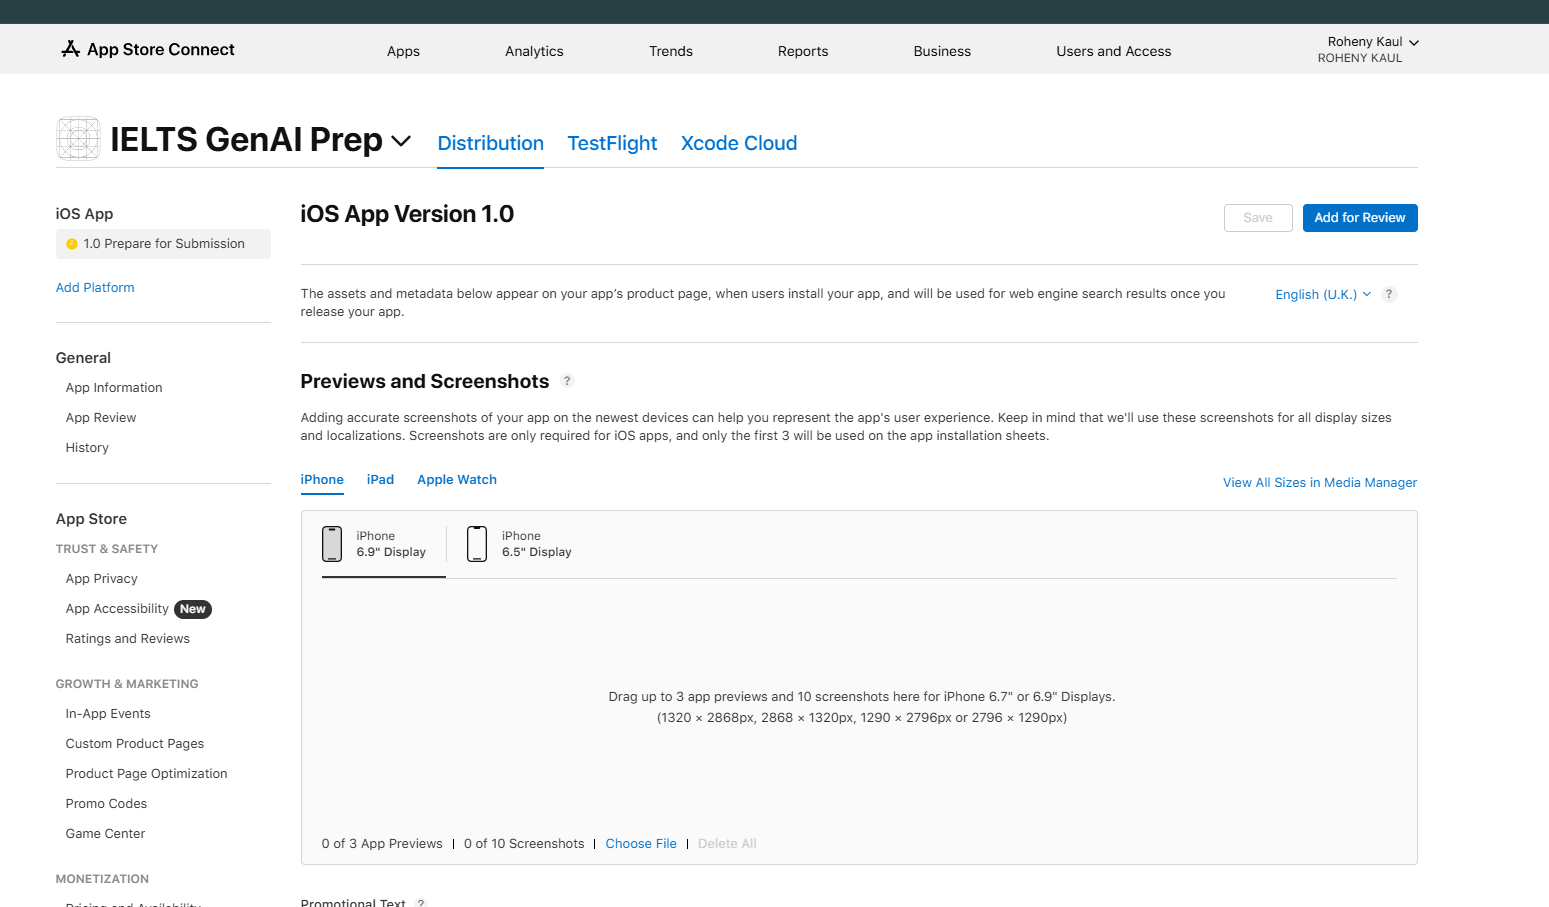 App Store Connect
Apps
Analytics
Trends
Reports
Business
Users and Access
Roheny Kaul
ROHENY KAUL
IELTS GenAI Prep
Distribution
TestFlight
Xcode Cloud
iOS App
1.0 Prepare for Submission
Add Platform
General
App Information
App Review
History
App Store
TRUST & SAFETY
App Privacy
App Accessibility New
Ratings and Reviews
GROWTH & MARKETING
In-App Events
Custom Product Pages
Product Page Optimization
Promo Codes
Game Center
MONETIZATION
Pricing and Availability
iOS App Version 1.0
Save
Add for Review
The assets and metadata below appear on your app's product page, when users install your app, and will be used for web engine search results once you
release your app.
English (U.K.)
?
Previews and Screenshots ?
Adding accurate screenshots of your app on the newest devices can help you represent the app's user experience. Keep in mind that we'll use these screenshots for all display sizes
and localizations. Screenshots are only required for iOS apps, and only the first 3 will be used on the app installation sheets.
iPhone
iPad
Apple Watch
View All Sizes in Media Manager
iPhone
6.9" Display
iPhone
6.5" Display
Drag up to 3 app previews and 10 screenshots here for iPhone 6.7" or 6.9" Displays.
(1320 × 2868px, 2868 × 1320px, 1290 × 2796px or 2796 × 1290px)
0 of 3 App Previews | 0 of 10 Screenshots | Choose File | Delete All
Promotional Text ?